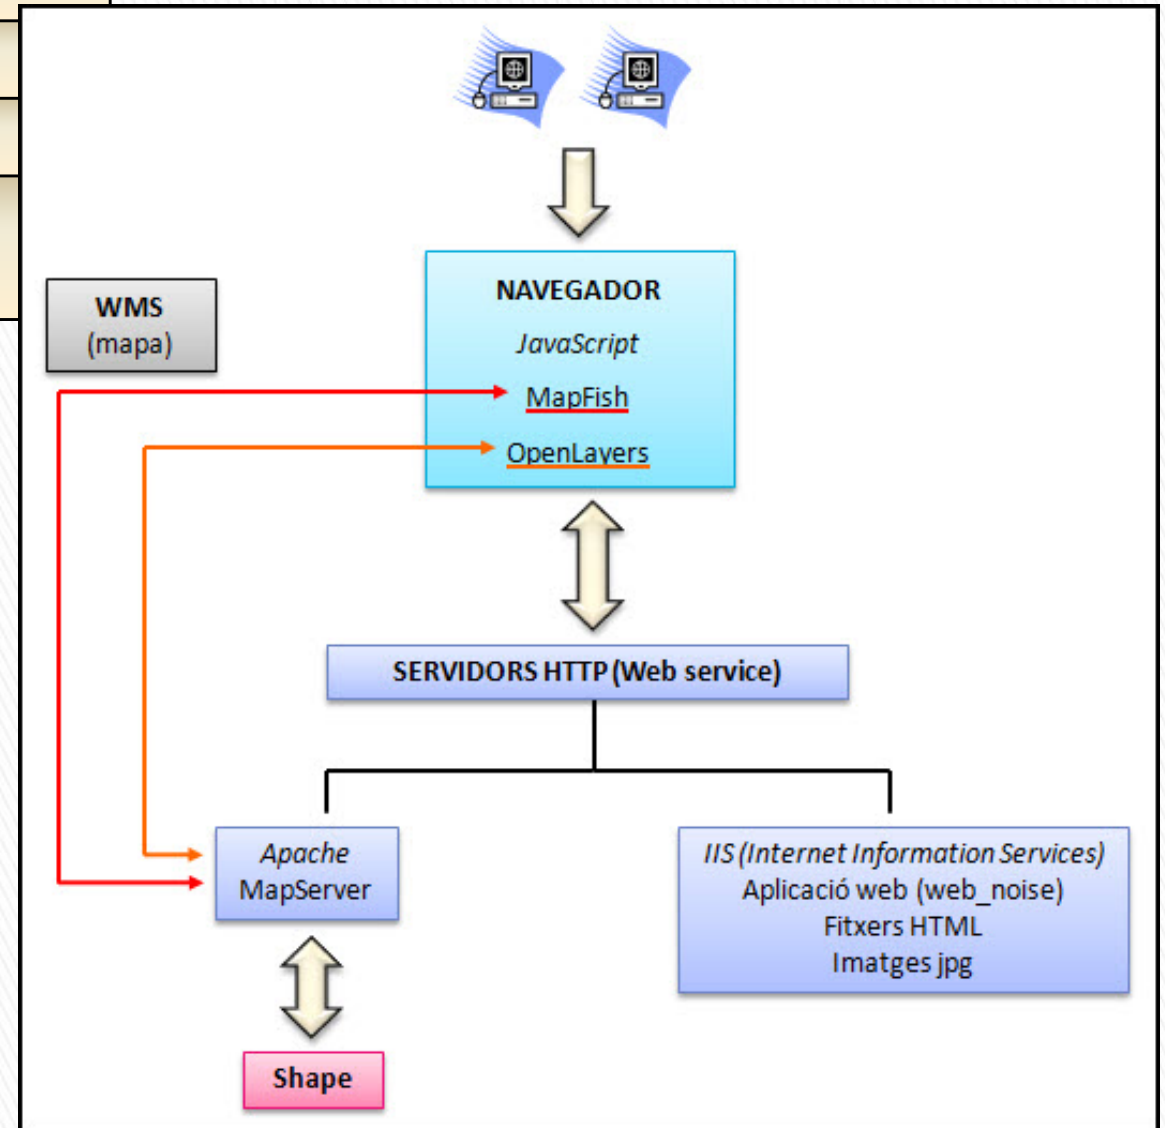 WMS
(mapa)
NAVEGADOR
JavaScript
MapFish
OpenLayers
SERVIDORS HTTP (Web service)
Apache
MapServer
IIS (Internet Information Services)
Aplicació web (web_noise)
Fitxers HTML
Imatges jpg
Shape